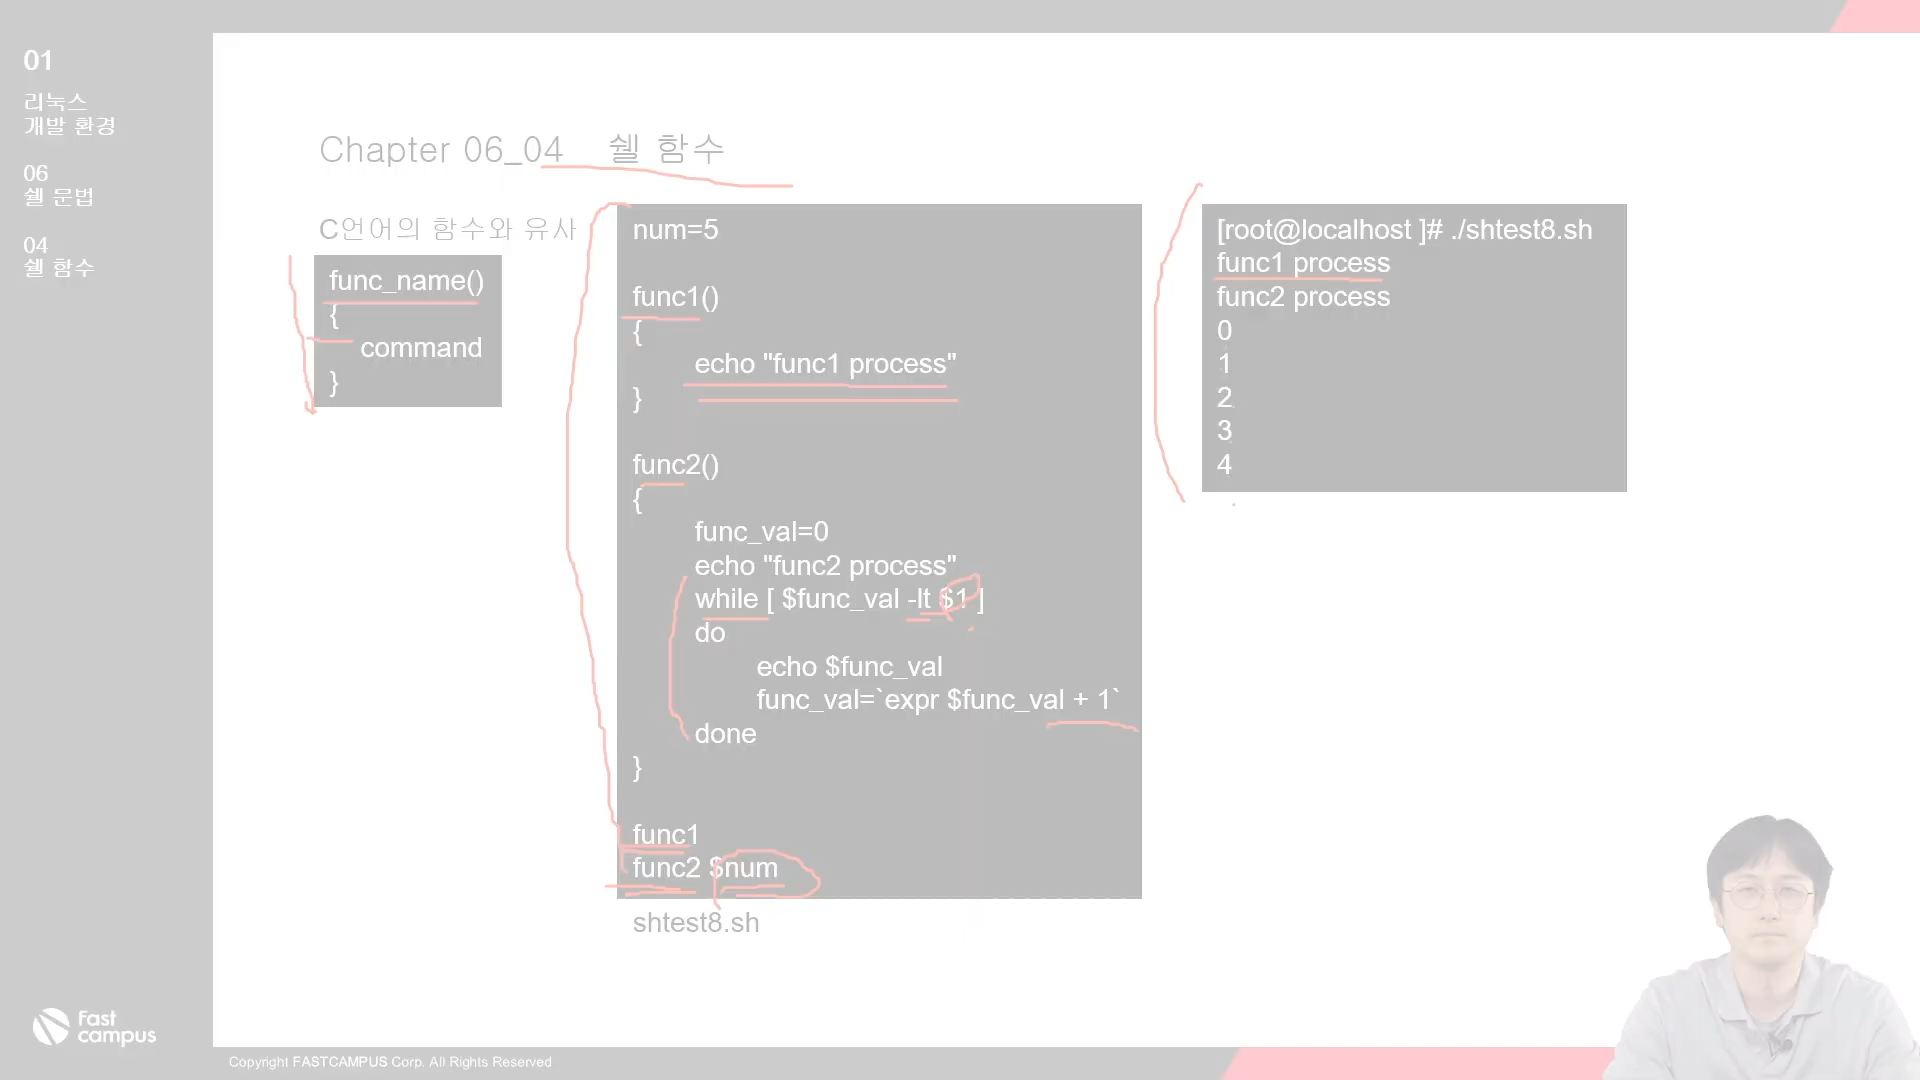 01
리눅스
개발 환경
06
쉘 문법
04
쉘 함수
Chapter 06_04 쉘 함수
C언어의 함수와 유사
func_name()
{
command
}
num=5
func1()
{
echo "func1 process"
}
func2()
{
func_val=0
echo "func2 process"
while [ $func_val -lt $1 ]
do
echo $func_val
func_val=`expr $func_val + 1`
done
}
func1
func2 $num
shtest8.sh
[root@localhost ]# ./shtest8.sh
func1 process
func2 process
0
1
2
3
4
fast
campus
Copyright FASTCAMPUS Corp. All Rights Reserved